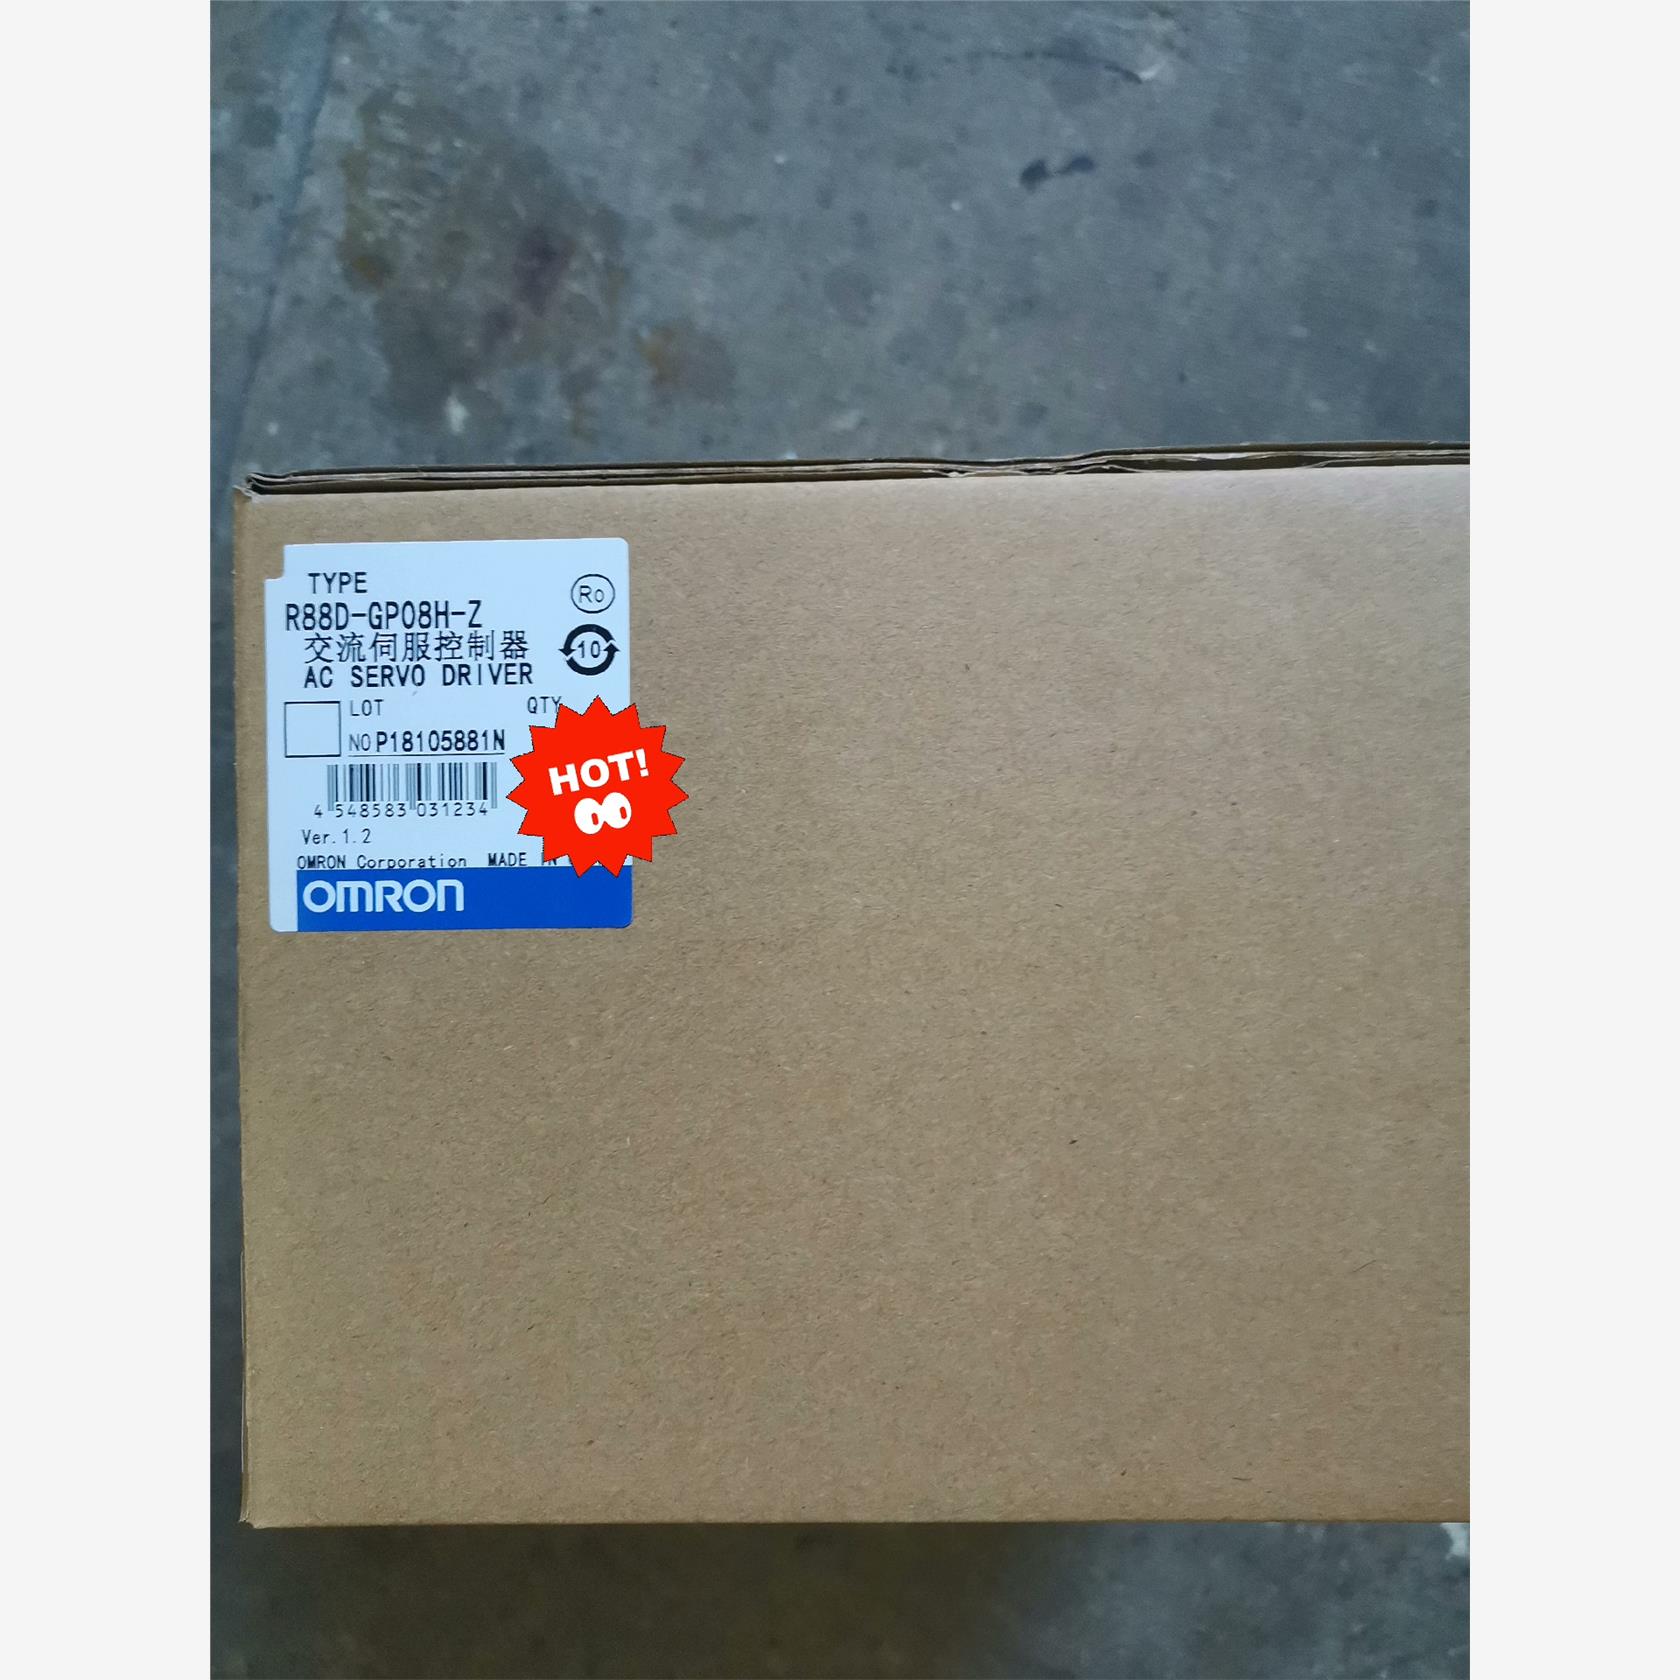 TYPE
Ro
R88D-GP08H-Z
交流伺服控制器
10
AC SERVO DRIVER
LOT
QTY
NO P18105881N
HOT!
4 548583 031234
Ver.1.2
OMRON Corporation MADE IN
OMRON